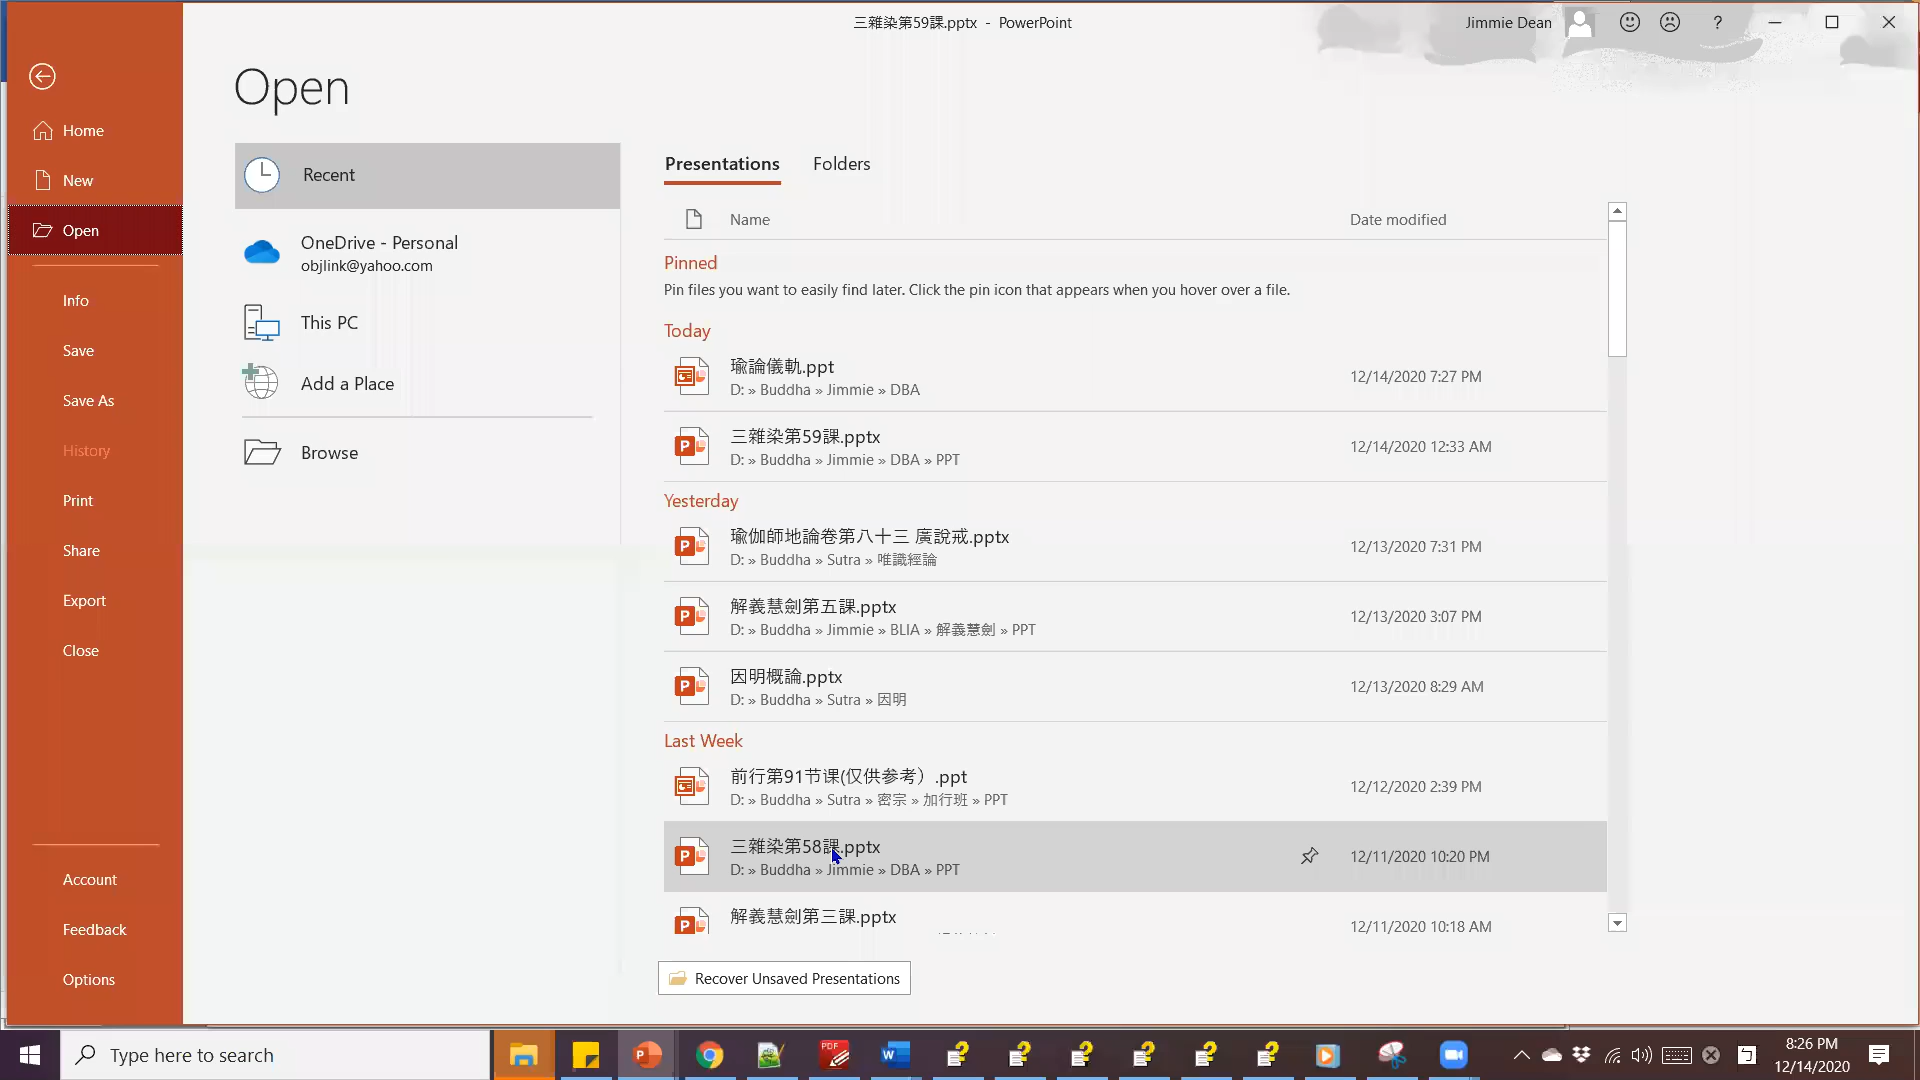 三雜染第59課.pptx - PowerPoint
Jimmie Dean
?
Open
Home
New
Open
Info
Save
Save As
History
Print
Share
Export
Close
Account
Feedback
Options
Recent
OneDrive - Personal
objlink@yahoo.com
This PC
Add a Place
Browse
Presentations Folders
Name Date modified
Pinned
Pin files you want to easily find later. Click the pin icon that appears when you hover over a file.
Today
瑜論儀軌.ppt
D: » Buddha » Jimmie » DBA
12/14/2020 7:27 PM
三雜染第59課.pptx
D: » Buddha » Jimmie » DBA » PPT
12/14/2020 12:33 AM
Yesterday
瑜伽師地論卷第八十三 廣說戒.pptx
D: » Buddha » Sutra » 唯識經論
12/13/2020 7:31 PM
解義慧劍第五課.pptx
D: » Buddha » Jimmie » BLIA » 解義慧劍 » PPT
12/13/2020 3:07 PM
因明概論.pptx
D: » Buddha » Sutra » 因明
12/13/2020 8:29 AM
Last Week
前行第91节课(仅供参考）.ppt
D: » Buddha » Sutra » 密宗 » 加行班 » PPT
12/12/2020 2:39 PM
三雜染第58課.pptx
D: » Buddha » Jimmie » DBA » PPT
12/11/2020 10:20 PM
解義慧劍第三課.pptx
12/11/2020 10:18 AM
Recover Unsaved Presentations
Type here to search
PDF
8:26 PM
12/14/2020